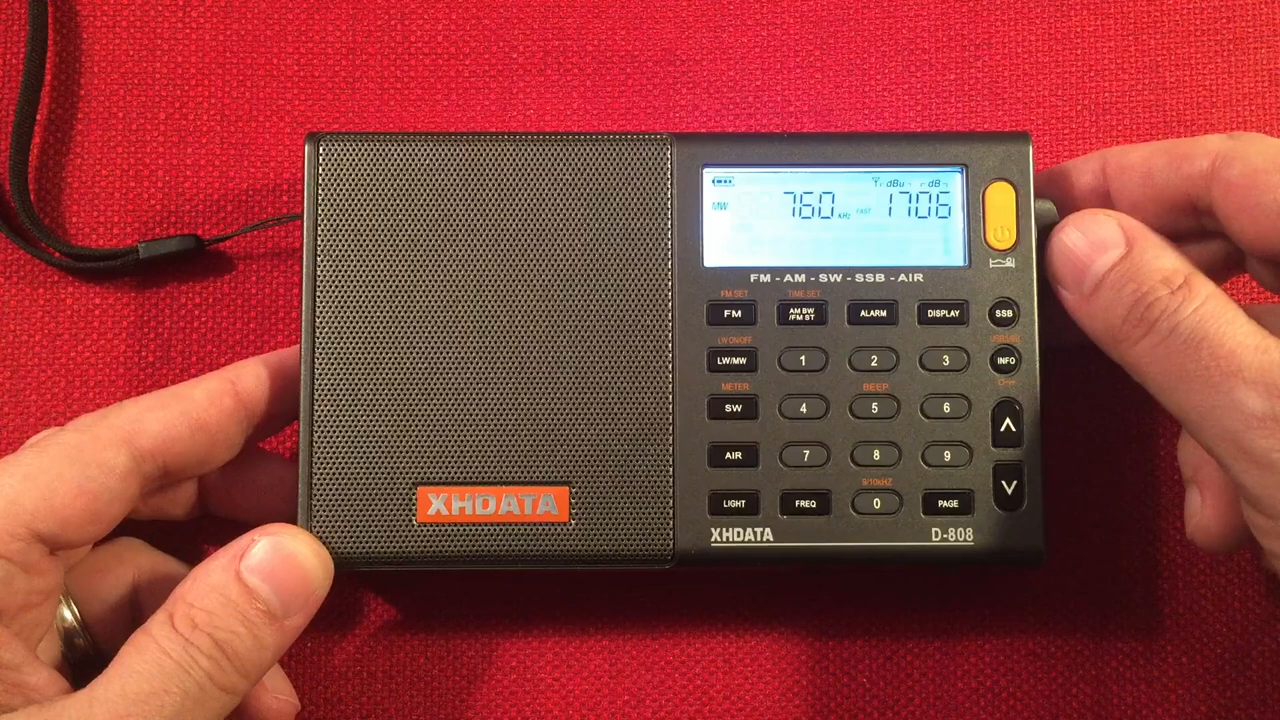 dBu dB
MW 760 kHz FAST 1706
FM - AM - SW - SSB - AIR
FM SET TIME SET
FM AM BW /FM ST ALARM DISPLAY SSB
LW ON/OFF
LW/MW 1 2 3 INFO
METER BEEP
SW 4 5 6
AIR 7 8 9
9/10kHZ
LIGHT FREQ 0 PAGE
XHDATA
XHDATA D-808